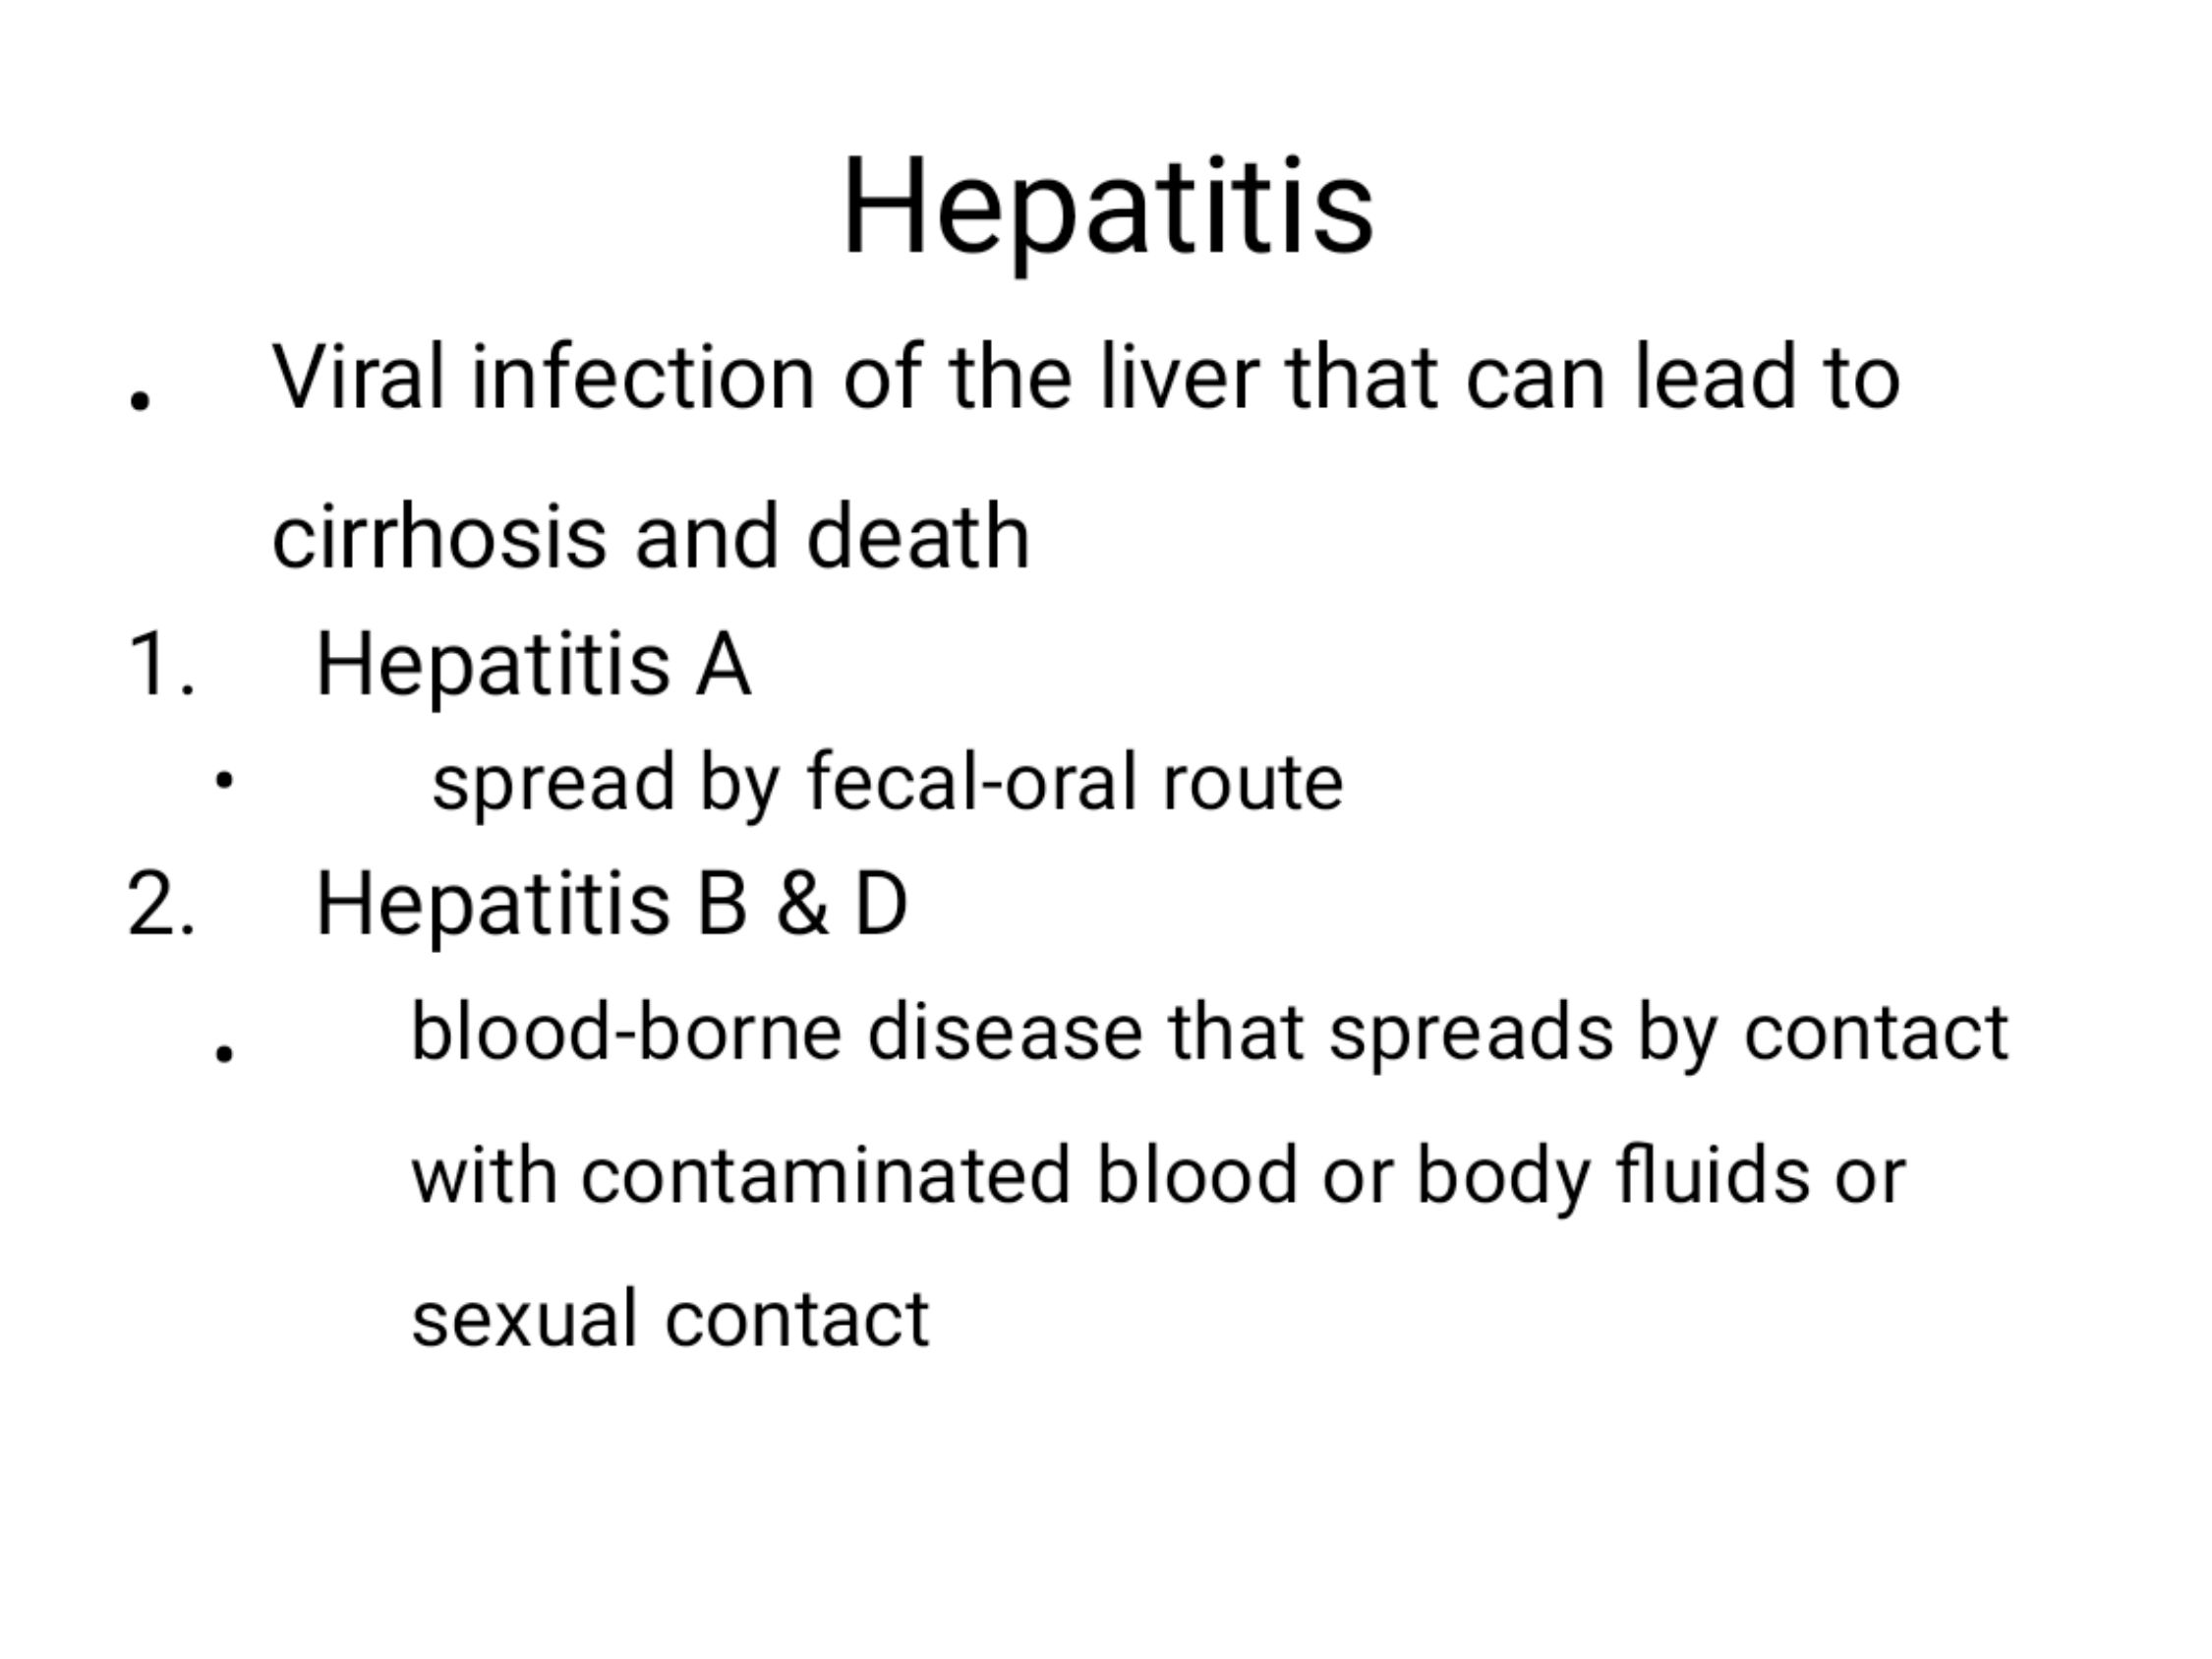 Hepatitis
• Viral infection of the liver that can lead to
cirrhosis and death
1. Hepatitis A
• spread by fecal-oral route
2. Hepatitis B & D
• blood-borne disease that spreads by contact
with contaminated blood or body fluids or
sexual contact